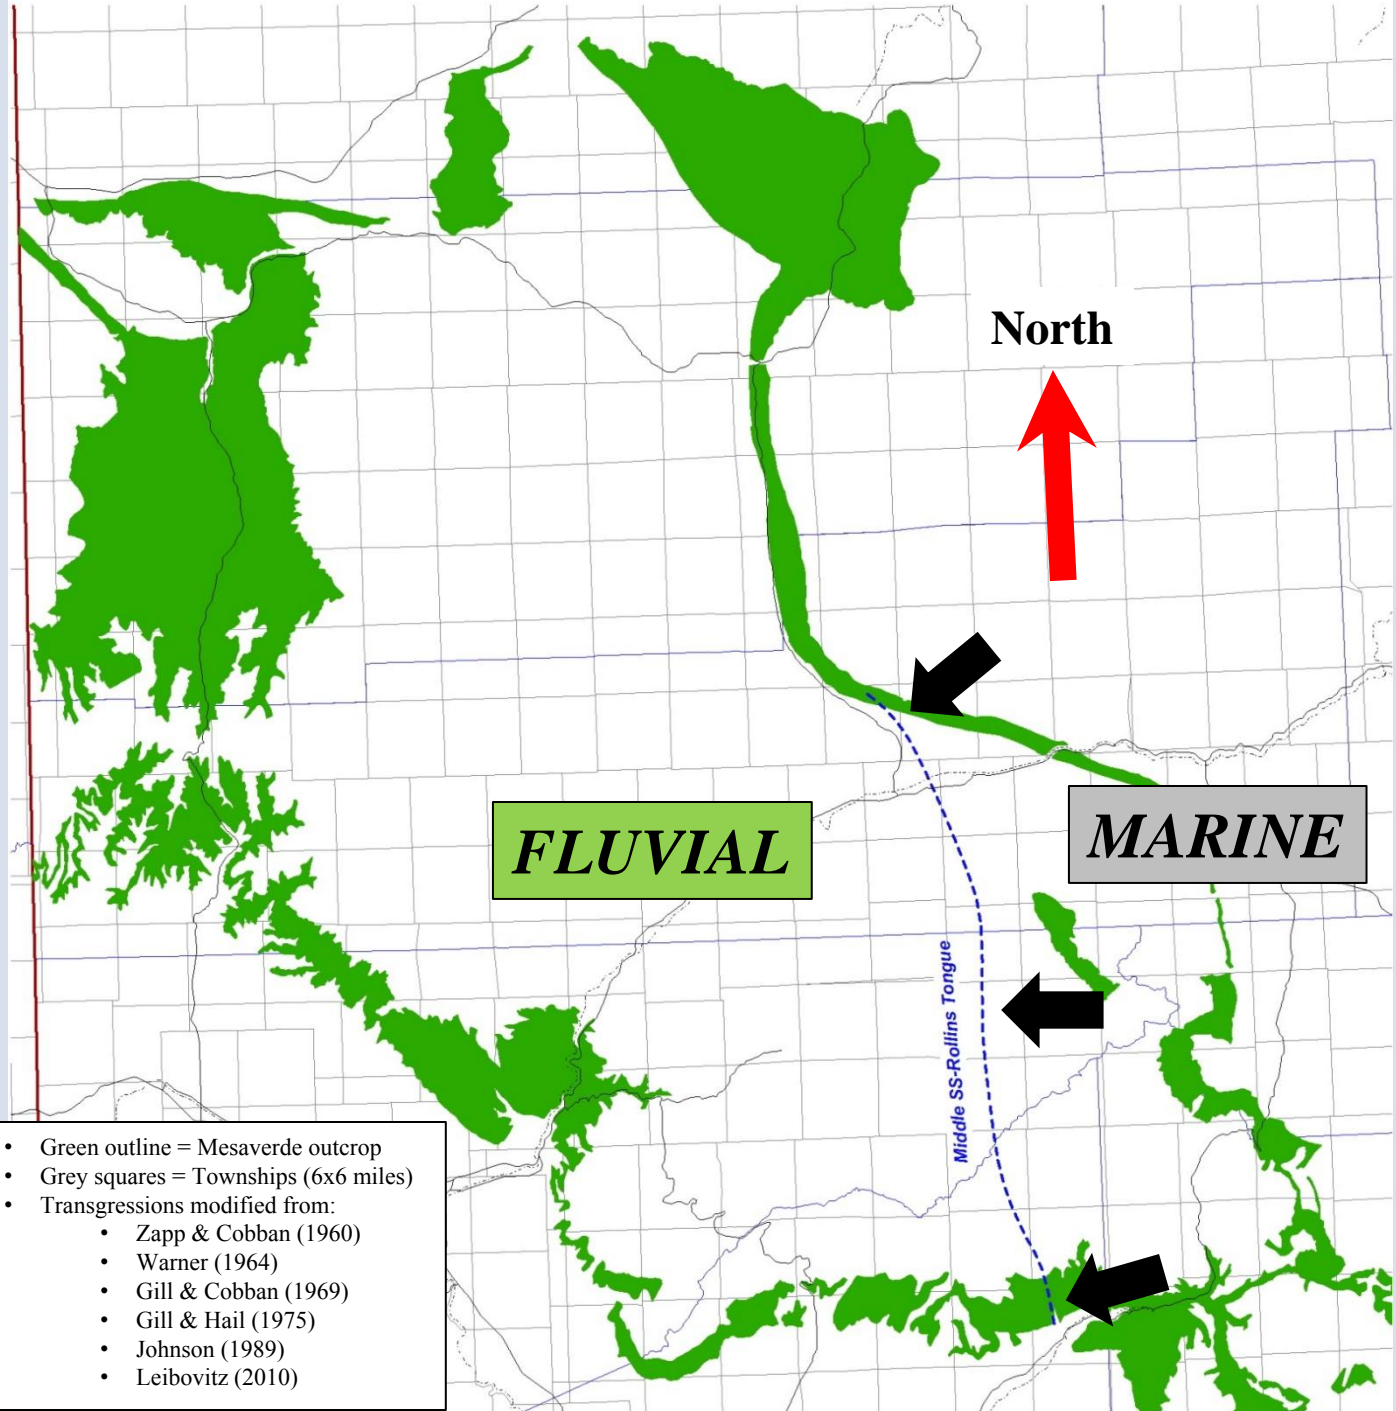 North
FLUVIAL
MARINE
Middle SS-Rollins Tongue
• Green outline = Mesaverde outcrop
• Grey squares = Townships (6x6 miles)
• Transgressions modified from:
• Zapp & Cobban (1960)
• Warner (1964)
• Gill & Cobban (1969)
• Gill & Hail (1975)
• Johnson (1989)
• Leibovitz (2010)